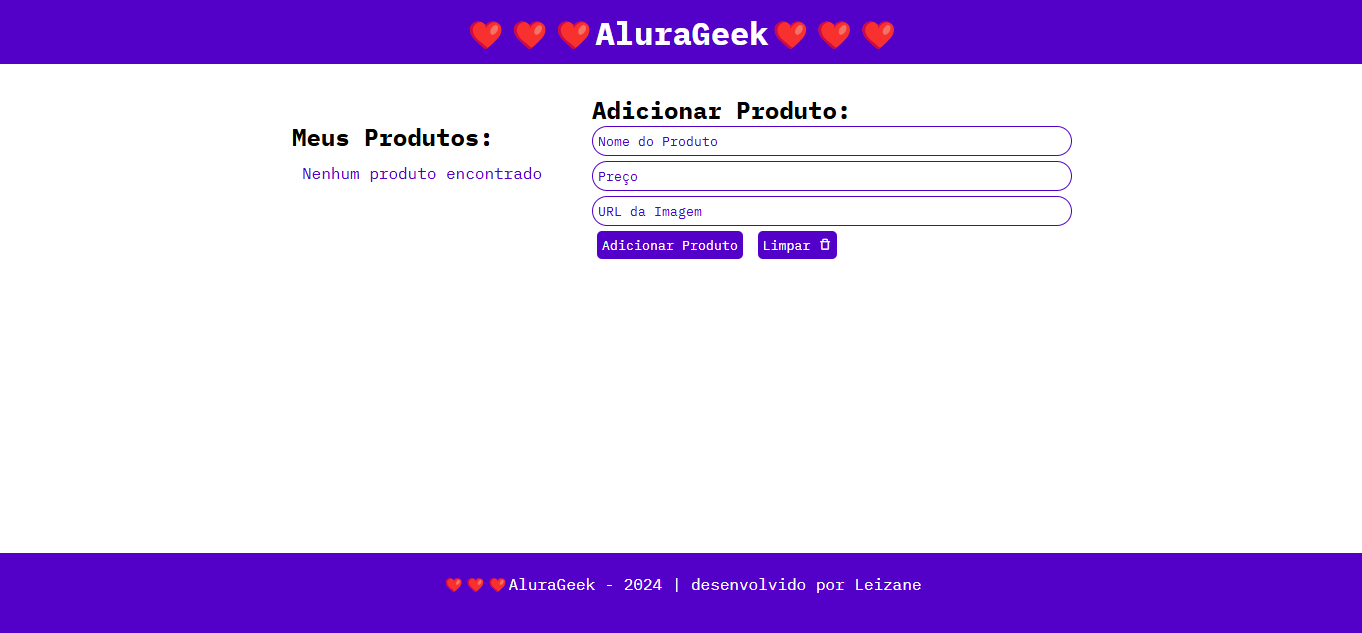 ❤️ ❤️ ❤️AluraGeek❤️ ❤️ ❤️
Meus Produtos:
Nenhum produto encontrado
Adicionar Produto:
Nome do Produto
Preço
URL da Imagem
Adicionar Produto
Limpar
❤️ ❤️ ❤️AluraGeek - 2024 | desenvolvido por Leizane